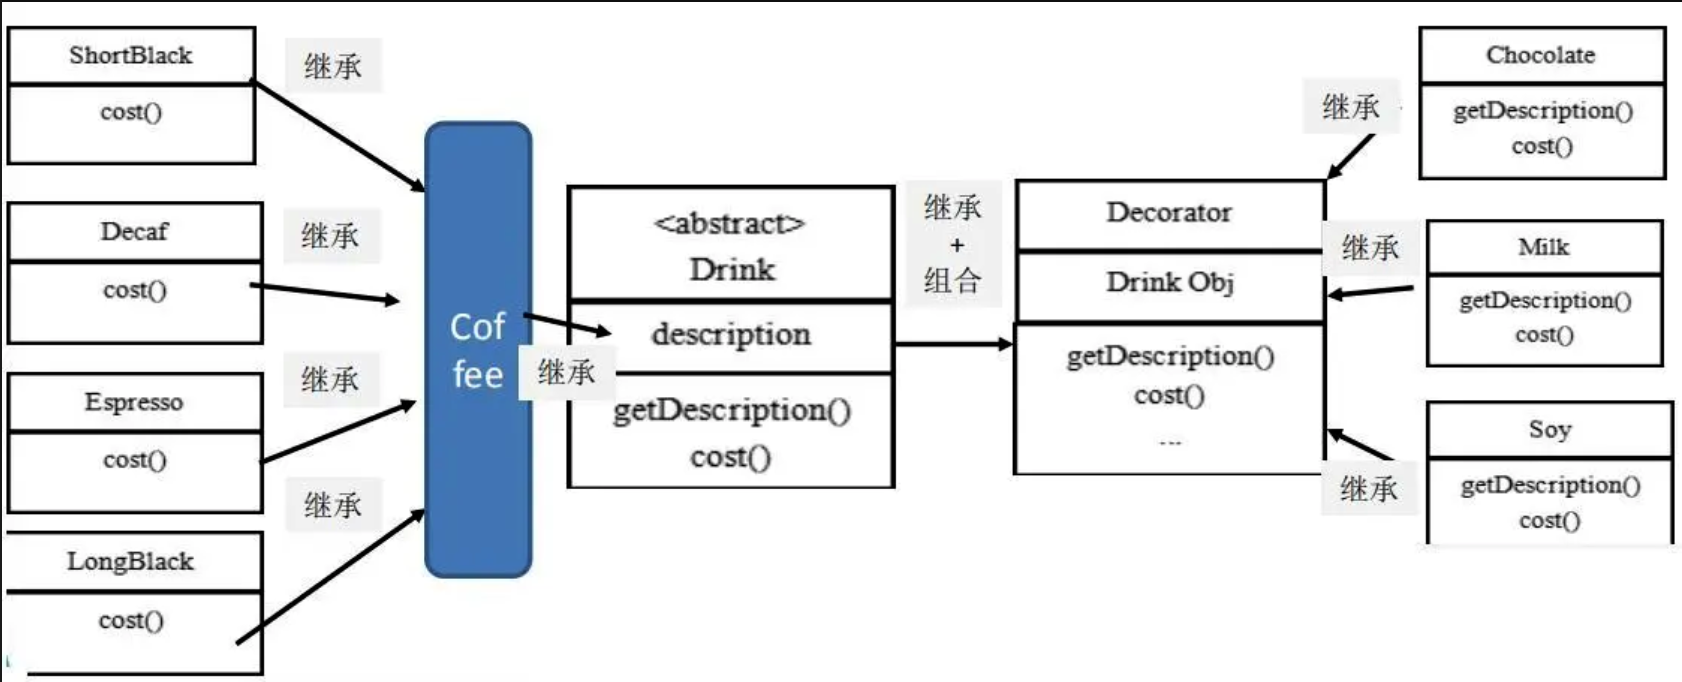 ShortBlack
cost()
继承
Decaf
cost()
继承
Espresso
cost()
继承
LongBlack
cost()
继承
Cof
fee
继承
<abstract>
Drink
description
getDescription()
cost()
继承
+
组合
Decorator
Drink Obj
getDescription()
cost()
...
继承
Chocolate
getDescription()
cost()
继承
Milk
getDescription()
cost()
继承
Soy
getDescription()
cost()